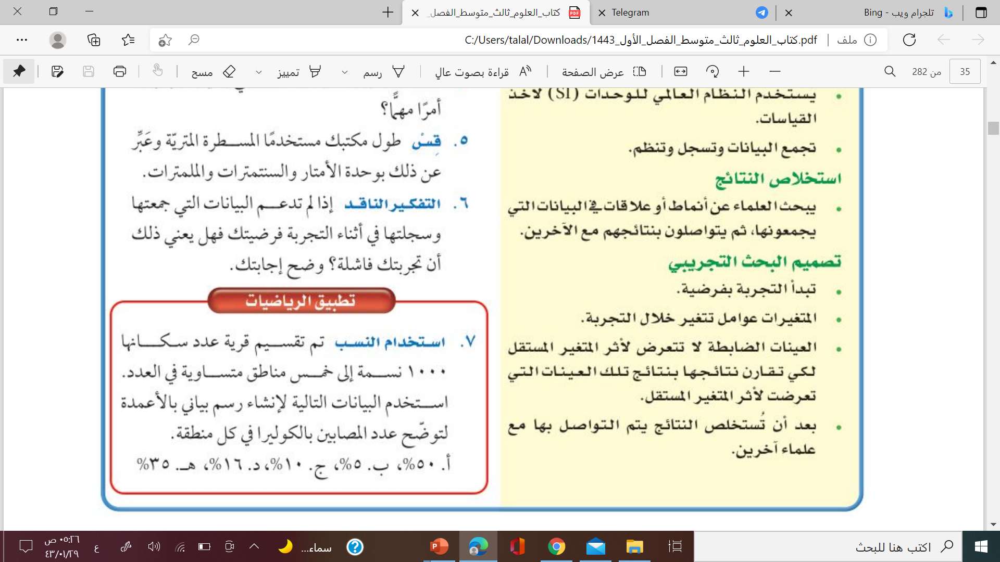 تلجرام ويب - Bing
Telegram
كتاب_العلوم_ثالث_متوسط_الفصل_
ملف
C:/Users/talal/Downloads/1443_كتاب_العلوم_ثالث_متوسط_الفصل_الأول.pdf
35
من 282
عرض الصفحة
قراءة بصوت عالٍ
رسم
تمييز
مسح
يستخدم النظام العالمي للوحدات (SI) لأخذ
القياسات.
• تجمع البيانات وتسجل وتنظم.
استخلاص النتائج
• يبحث العلماء عن أنماط أو علاقات في البيانات التي
يجمعونها، ثم يتواصلون بنتائجهم مع الآخرين.
تصميم البحث التجريبي
• تبدأ التجربة بفرضية.
• المتغيرات عوامل تتغير خلال التجربة.
• العينات الضابطة لا تتعرض لأثر المتغير المستقل
لكي تقارن نتائجها بنتائج تلك العينات التي
تعرضت لأثر المتغير المستقل.
• بعد أن تُستخلص النتائج يتم التواصل بها مع
علماء آخرين.
أمرًا مهمًّا؟
٥. قِسْ طول مكتبك مستخدمًا المسطرة المتريّة وعَبِّر
عن ذلك بوحدة الأمتار والسنتمترات والملمترات.
٦. التفكير الناقد إذا لم تدعم البيانات التي جمعتها
وسجلتها في أثناء التجربة فرضيتك فهل يعني ذلك
أن تجربتك فاشلة؟ وضح إجابتك.
تطبيق الرياضيات
٧. استخدام النسب تم تقسيم قرية عدد سكانها
١٠٠٠ نسمة إلى خمس مناطق متساوية في العدد.
استخدم البيانات التالية لإنشاء رسم بياني بالأعمدة
لتوضّح عدد المصابين بالكوليرا في كل منطقة.
أ. ٥٠%، ب. ٥%، ج. ١٠%، د. ١٦%، هـ. ٣٥%
اكتب هنا للبحث
سماء...
ع
٠٥:٢٦ ص
٤٣/٠١/٢٩